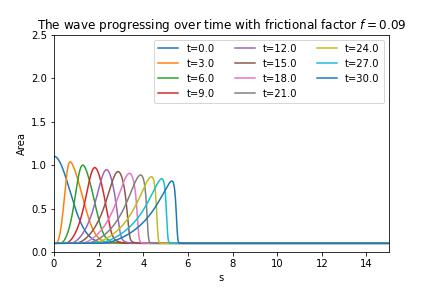 The wave progressing over time with frictional factor f = 0.09
Area
2.5
2.0
1.5
1.0
0.5
0.0
t=0.0 t=12.0 t=24.0
t=3.0 t=15.0 t=27.0
t=6.0 t=18.0 t=30.0
t=9.0 t=21.0
0 2 4 6 8 10 12 14
s